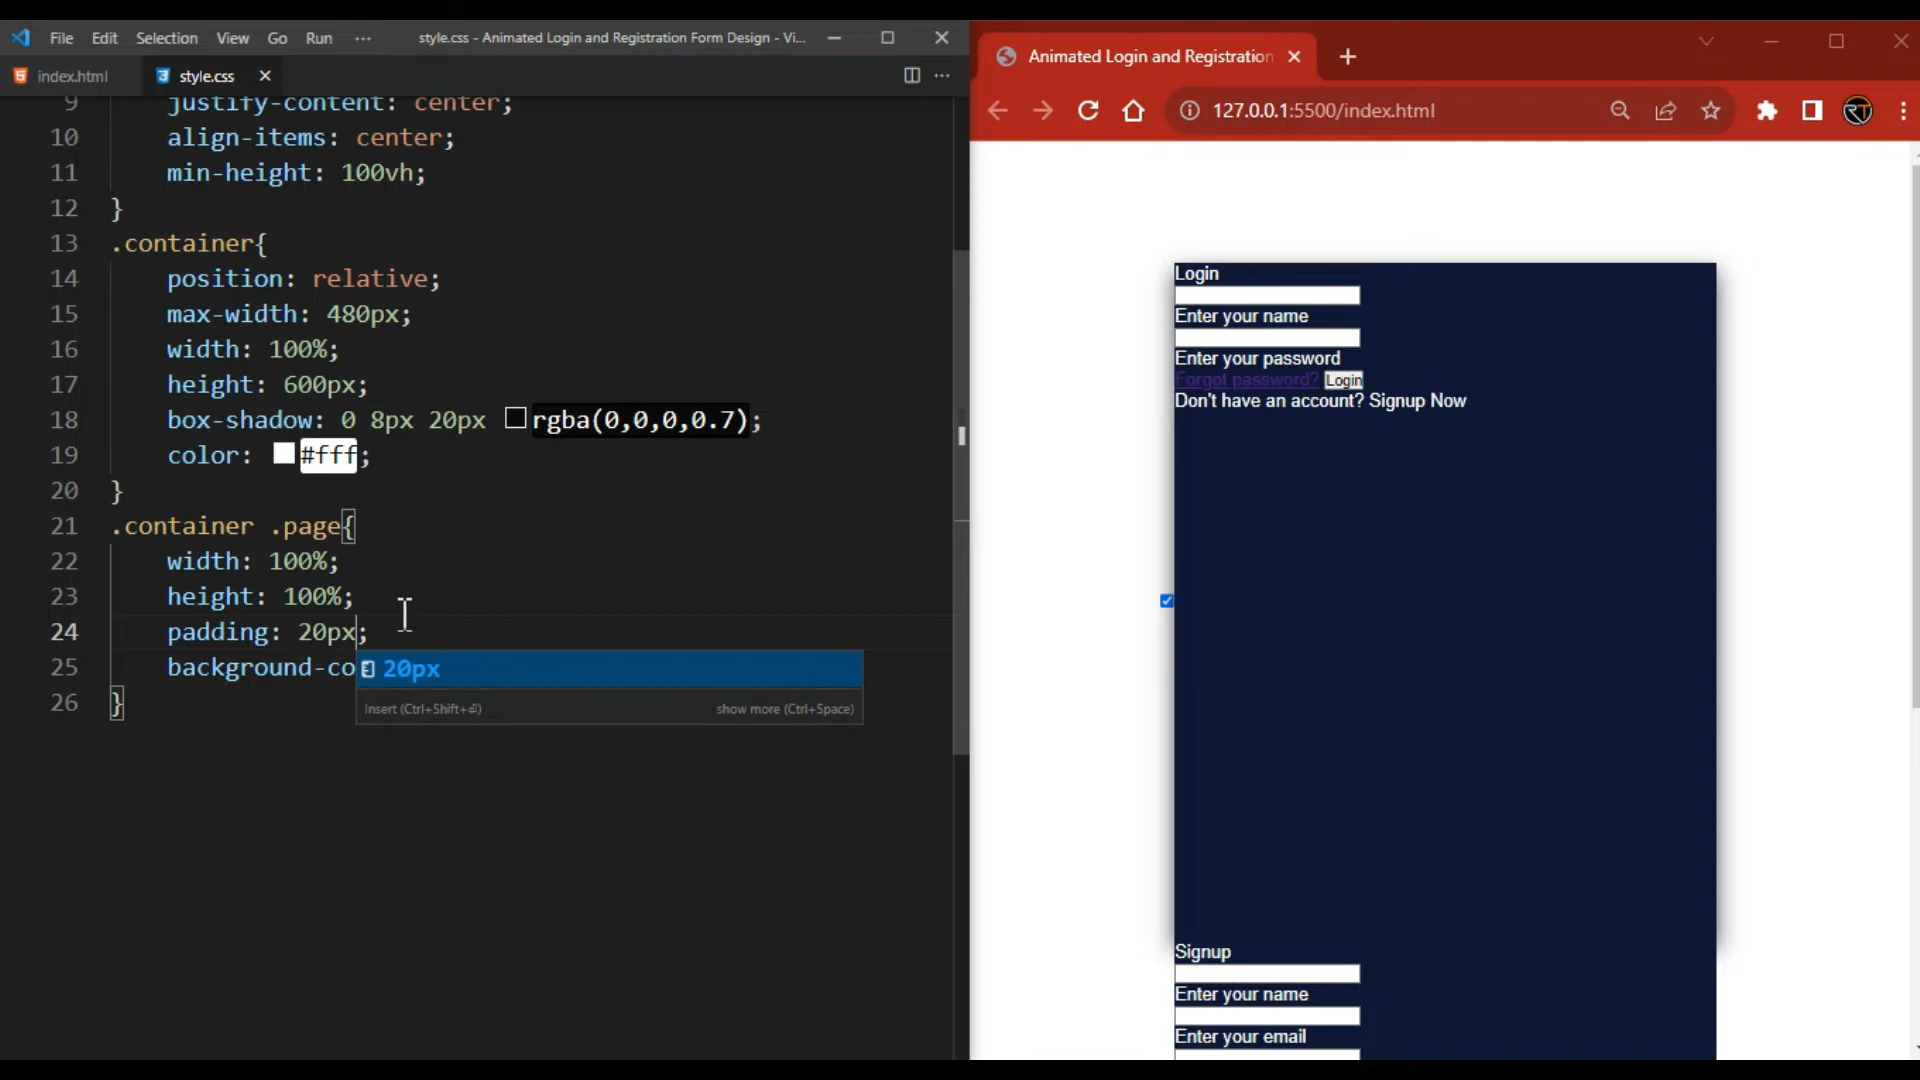 File Edit Selection View Go Run ··· style.css - Animated Login and Registration Form Design - Vi...
index.html style.css
9 justify-content: center;
10 align-items: center;
11 min-height: 100vh;
12 }
13 .container{
14 position: relative;
15 max-width: 480px;
16 width: 100%;
17 height: 600px;
18 box-shadow: 0 8px 20px rgba(0,0,0,0.7);
19 color: #fff;
20 }
21 .container .page{
22 width: 100%;
23 height: 100%;
24 padding: 20px;
25 background-co
26 }
20px
Insert (Ctrl+Shift+⏎) show more (Ctrl+Space)
Animated Login and Registration
127.0.0.1:5500/index.html
RT
Login
Enter your name
Enter your password
Forgot password? Login
Don't have an account? Signup Now
Signup
Enter your name
Enter your email